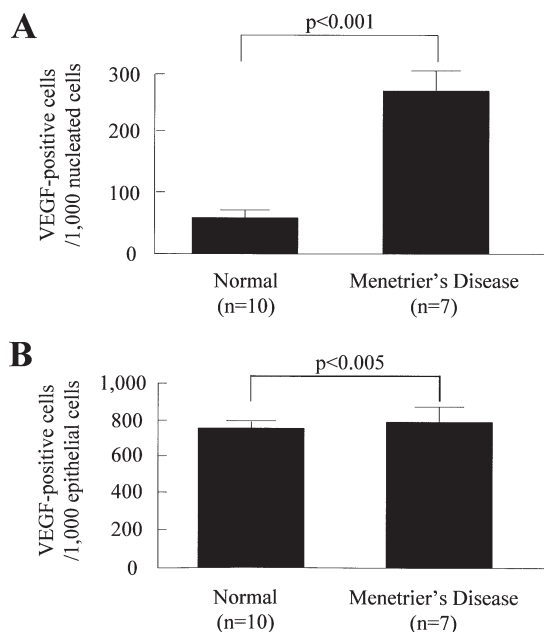 A
p<0.001
VEGF-positive cells
/1,000 nucleated cells
300
200
100
0
Normal
(n=10)
Menetrier's Disease
(n=7)
B
p<0.005
VEGF-positive cells
/1,000 epithelial cells
1,000
800
600
400
200
0
Normal
(n=10)
Menetrier's Disease
(n=7)